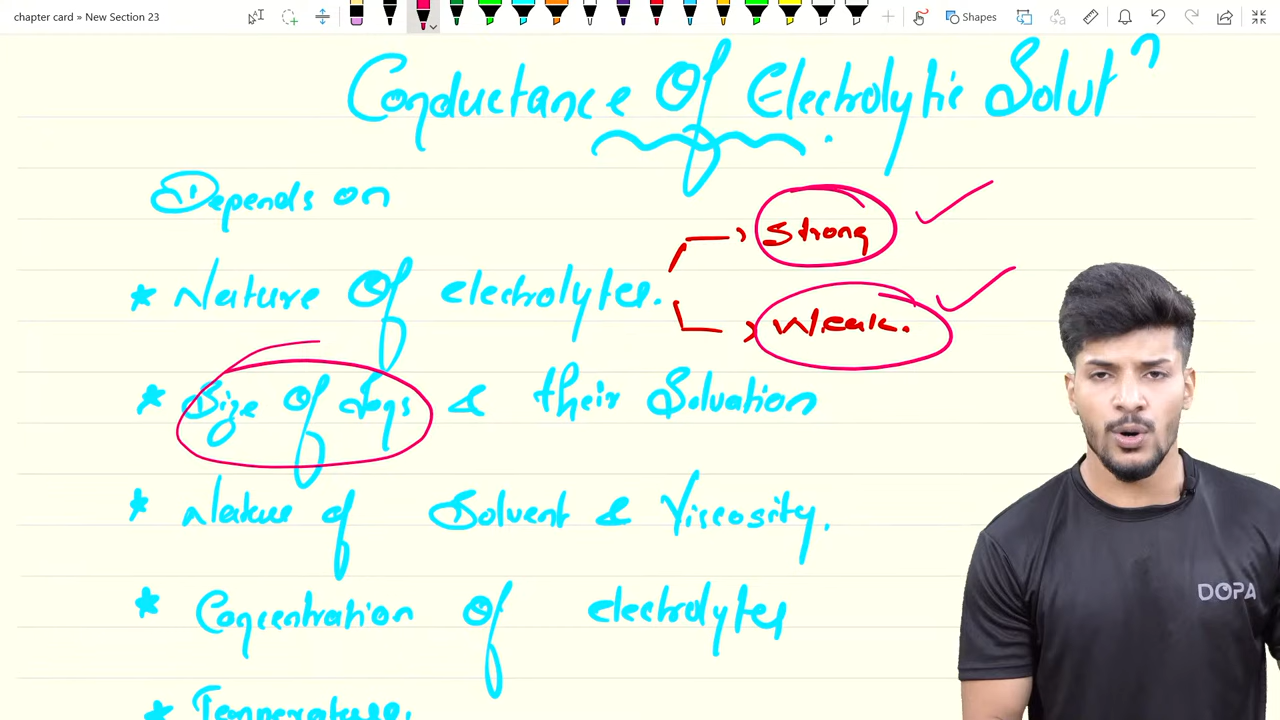 chapter card » New Section 23
Shapes
Conductance Of Electrolytic Solutⁿ
Depends on
* Nature Of electrolytes.
Strong
Weak.
* Size Of Ions & their Solvation
* Nature of Solvent & Viscosity.
* Concentration Of electrolytes
* Temperature.
DOPA